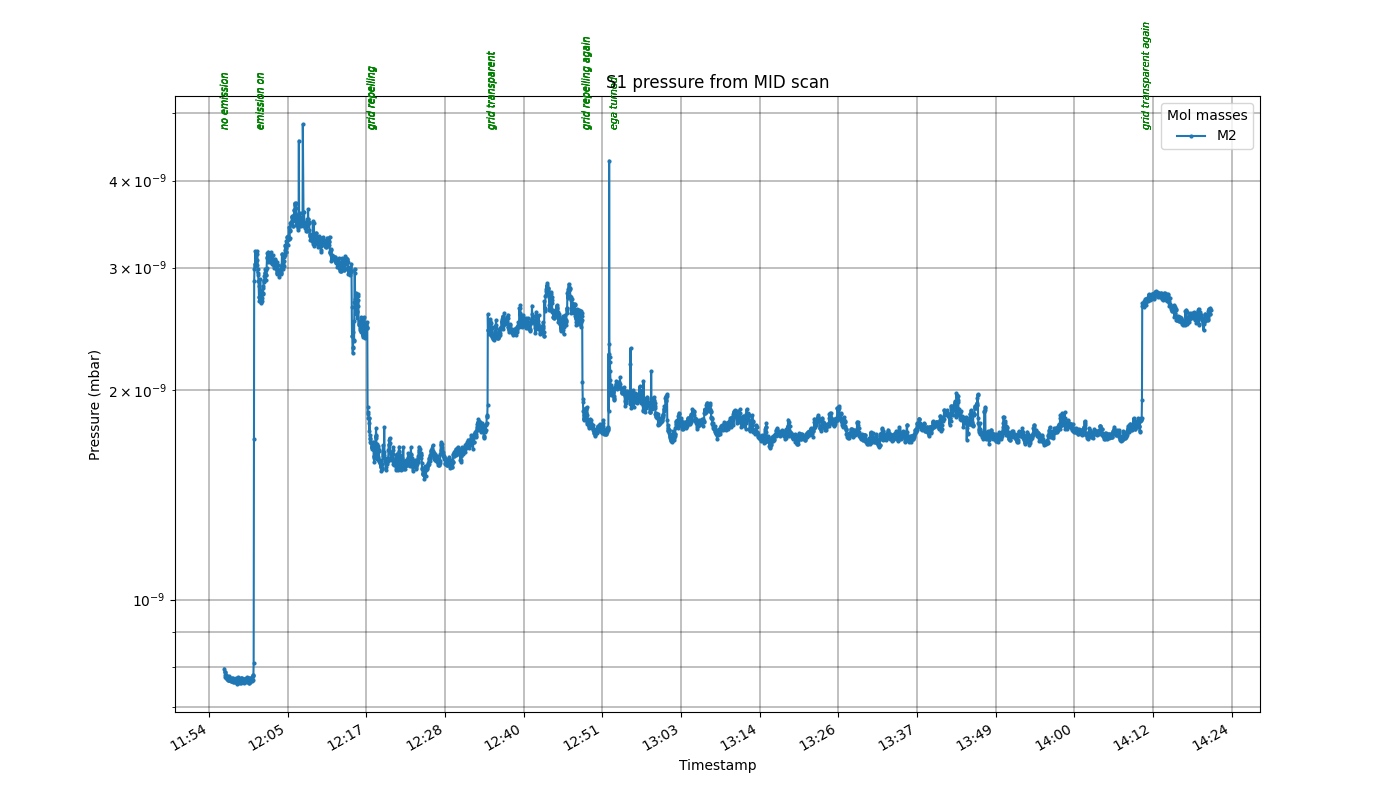 no emission
emission on
grid repelling
grid transparent
grid repelling again
ega turned
grid transparent again
S1 pressure from MID scan
Mol masses
M2
Pressure (mbar)
4 × 10⁻⁹
3 × 10⁻⁹
2 × 10⁻⁹
10⁻⁹
11:54
12:05
12:17
12:28
12:40
12:51
13:03
13:14
13:26
13:37
13:49
14:00
14:12
14:24
Timestamp